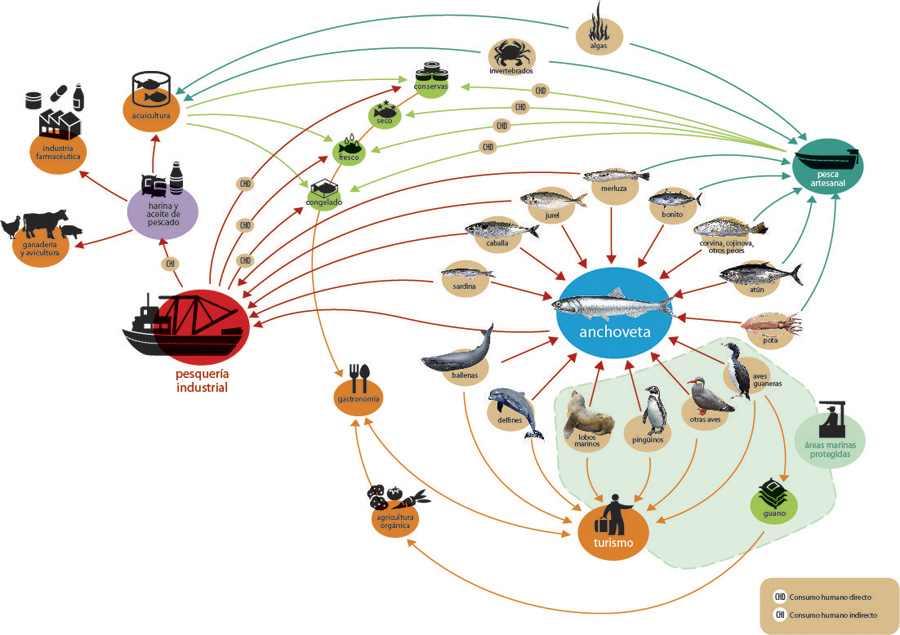 algas
invertebrados
conservas
acuicultura
CHD
seco
CHD
CHD
fresco
CHD
industria
farmacéutica
pesca
artesanal
merluza
CHD
congelado
jurel
bonito
harina y
aceite de
pescado
CHD
caballa
corvina, cojinova,
otros peces
ganadería
y avicultura
CHI
CHD
sardina
atún
anchoveta
pota
pesquería
industrial
ballenas
aves
guaneras
gastronomía
delfines
otras aves
lobos
marinos
pingüinos
áreas marinas
protegidas
agricultura
orgánica
guano
turismo
CHD Consumo humano directo
CHI Consumo humano indirecto